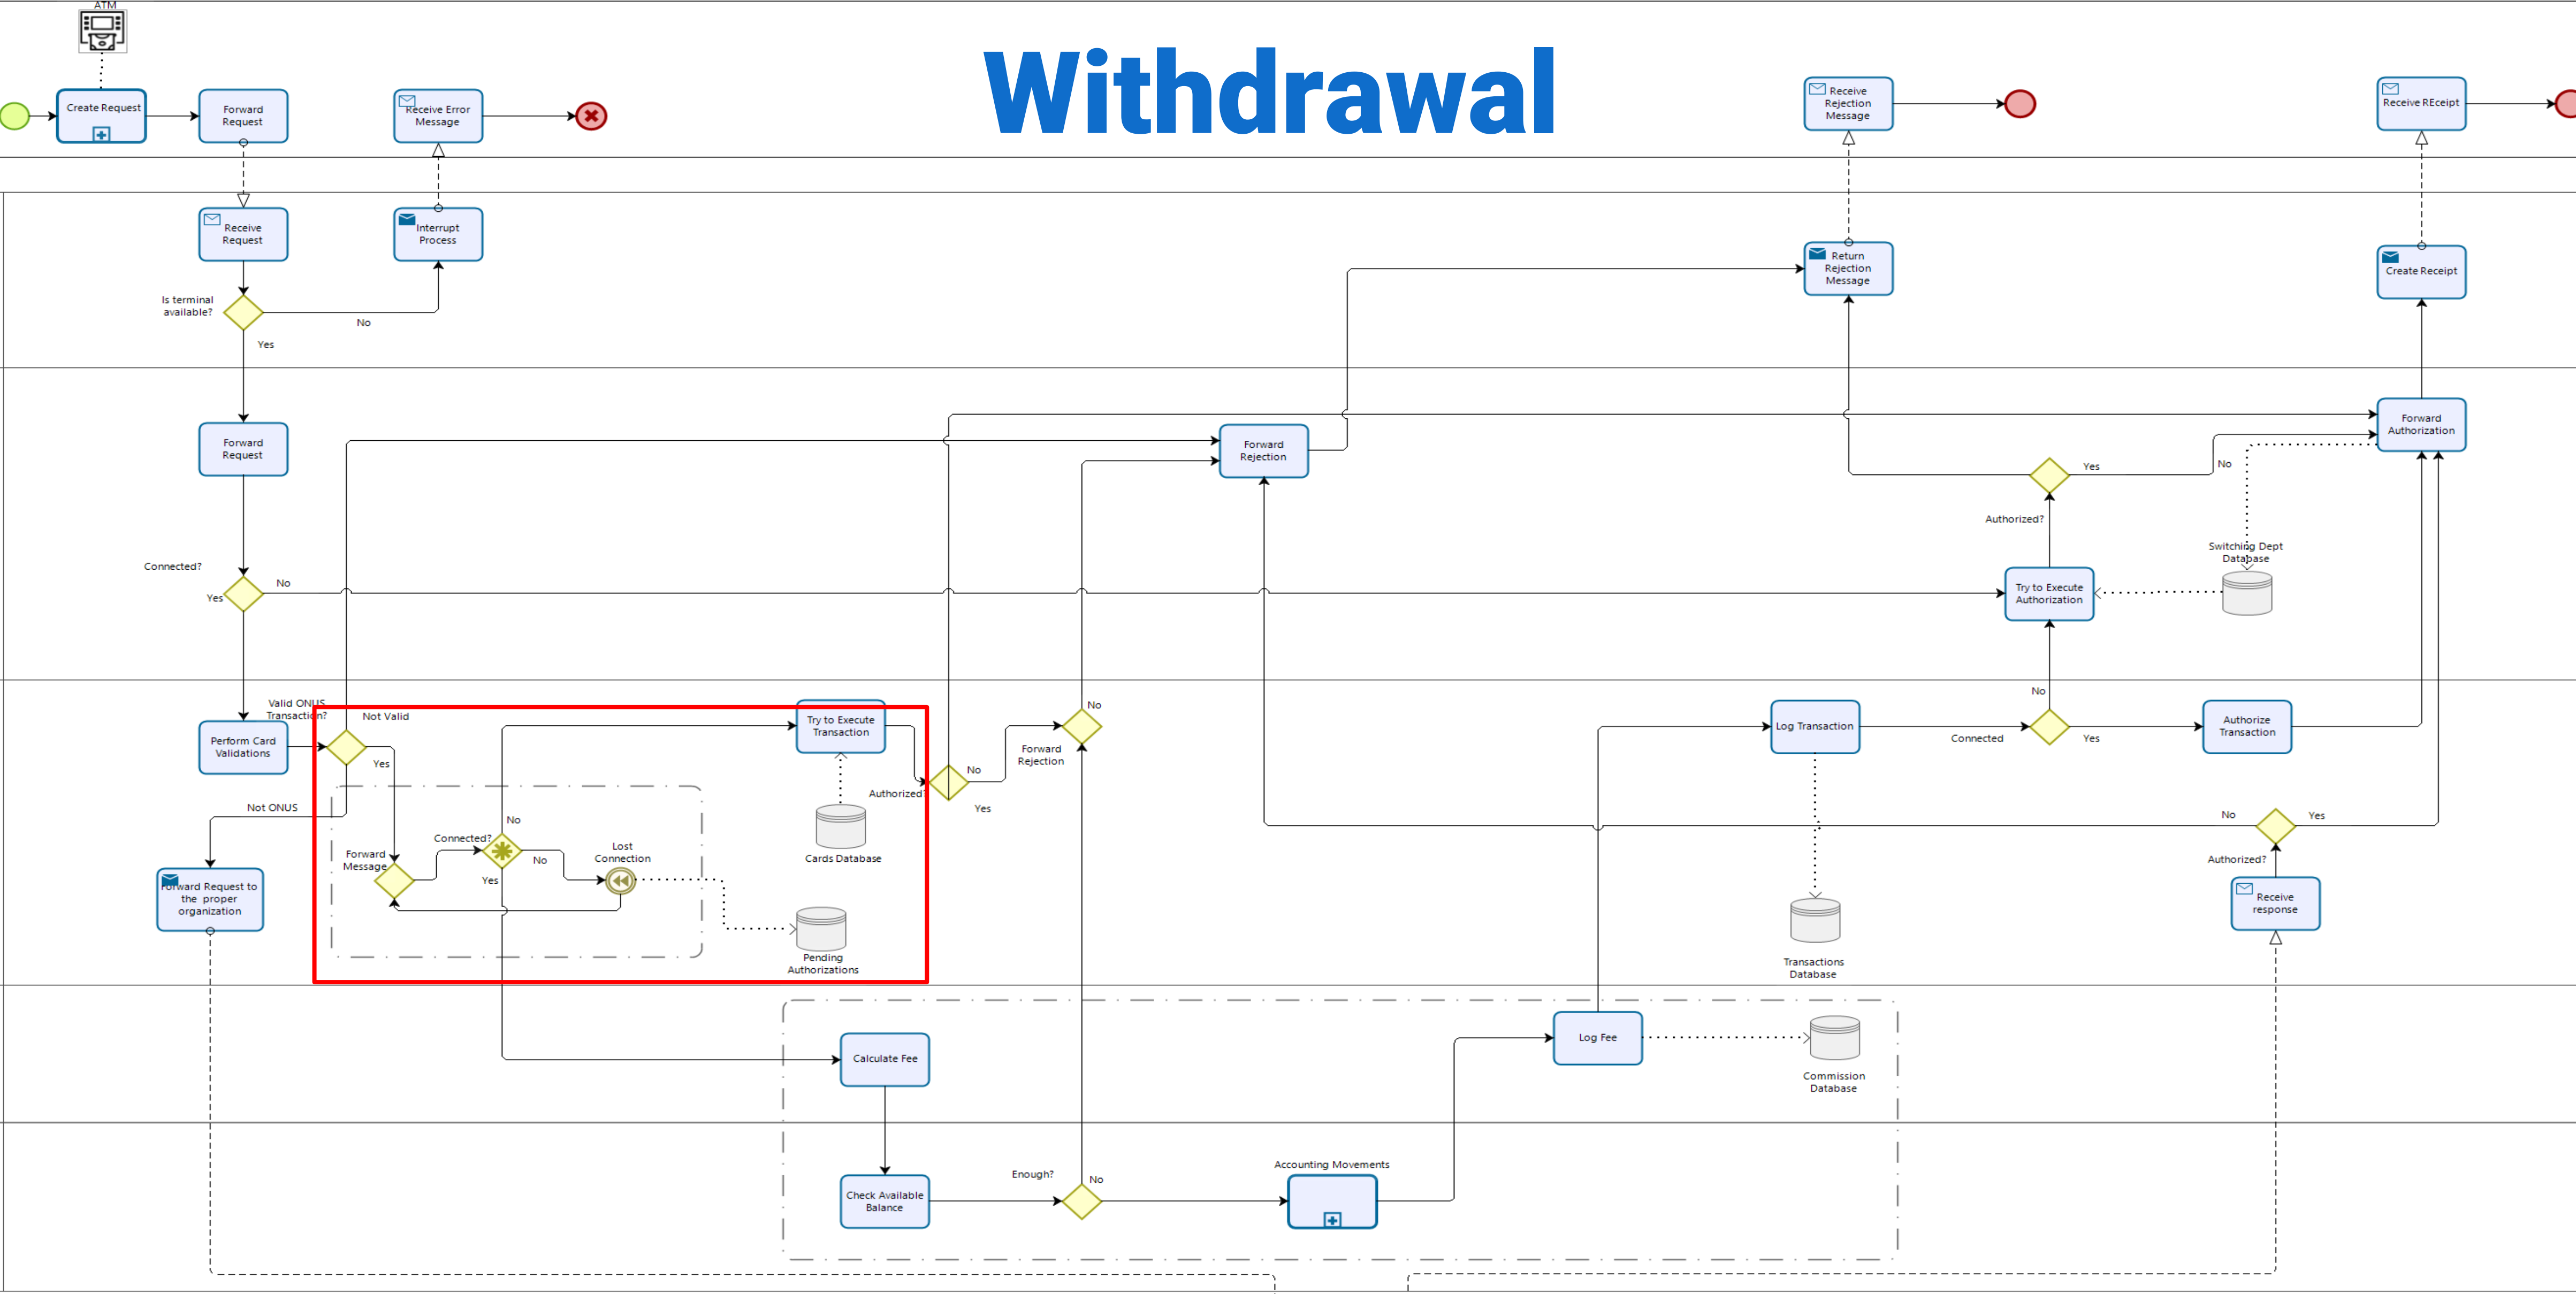 ATM
Withdrawal
Create Request
Forward
Request
Receive Error
Message
Receive
Rejection
Message
Receive REceipt
Receive
Request
Interrupt
Process
Return
Rejection
Message
Create Receipt
Is terminal
available?
No
Yes
Forward
Request
Forward
Rejection
Forward
Authorization
Yes
No
Authorized?
Connected?
No
Yes
Switching Dept
Database
Try to Execute
Authorization
No
Valid ONUS
Transaction?
Not Valid
Perform Card
Validations
Yes
Try to Execute
Transaction
No
Forward
Rejection
No
Authorized?
Yes
Log Transaction
Connected
Yes
Authorize
Transaction
Not ONUS
No
Connected?
Forward
Message
No
Lost
Connection
Yes
Cards Database
No
Yes
Authorized?
Forward Request to
the proper
organization
Receive
response
Pending
Authorizations
Transactions
Database
Calculate Fee
Log Fee
Commission
Database
Check Available
Balance
Enough?
No
Accounting Movements